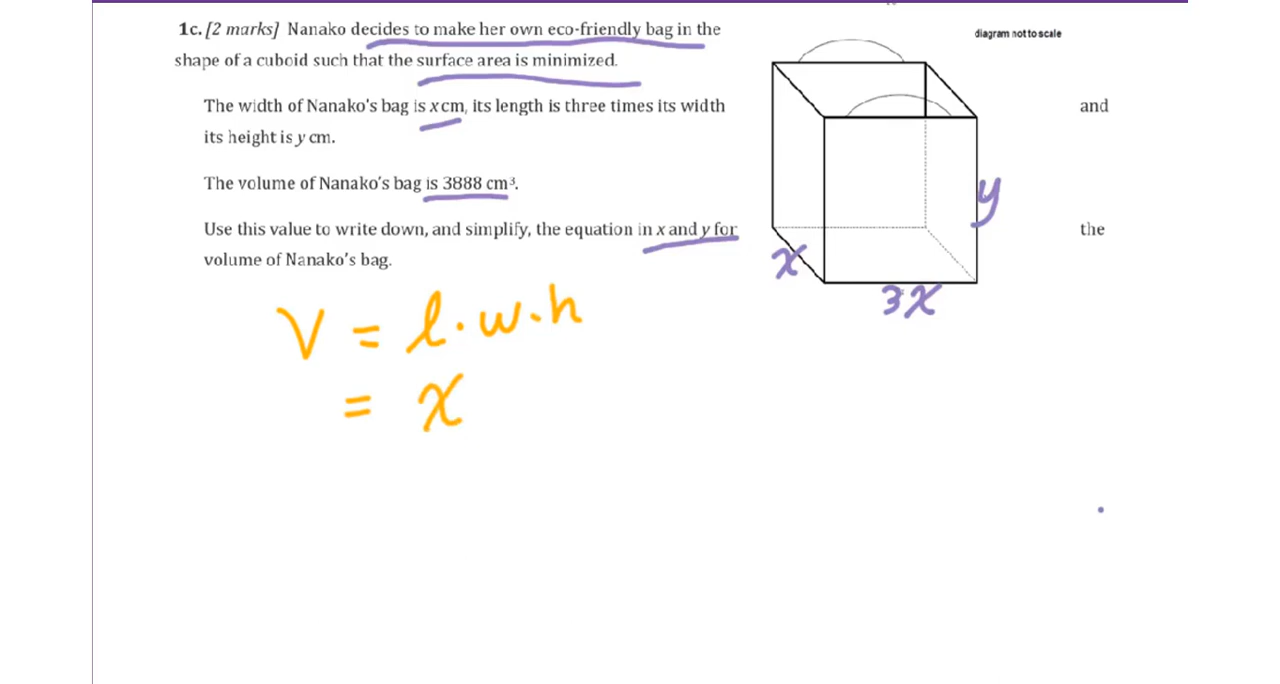 1c. [2 marks] Nanako decides to make her own eco-friendly bag in the
shape of a cuboid such that the surface area is minimized.
diagram not to scale
The width of Nanako's bag is x cm, its length is three times its width and
its height is y cm.
The volume of Nanako's bag is 3888 cm³.
Use this value to write down, and simplify, the equation in x and y for the
volume of Nanako's bag.
y
x
3x
V = l · w · h
= x